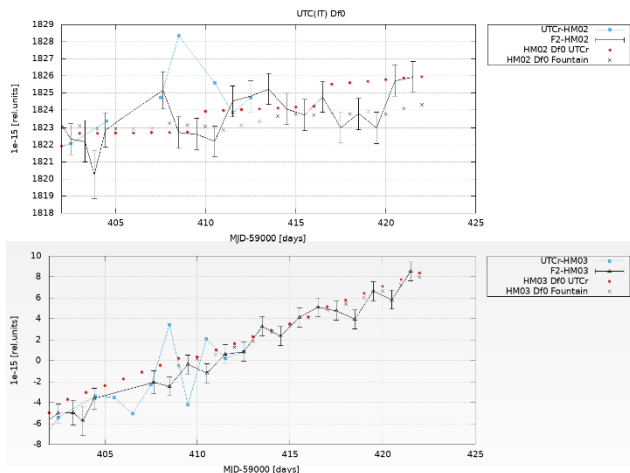 UTC(IT) Df0
1829
1828
1827
1826
1825
1824
1823
1822
1821
1820
1819
1818
1e-15 [rel.units]
405
410
415
420
425
MJD-59000 [days]
UTCr-HM02
F2-HM02
HM02 Df0 UTCr
HM02 Df0 Fountain
10
8
6
4
2
0
-2
-4
-6
-8
1e-15 [rel.units]
405
410
415
420
425
MJD-59000 [days]
UTCr-HM03
F2-HM03
HM03 Df0 UTCr
HM03 Df0 Fountain